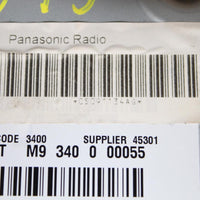 Panasonic Radio
CODE 3400 SUPPLIER 45301
T M9 340 0 00055